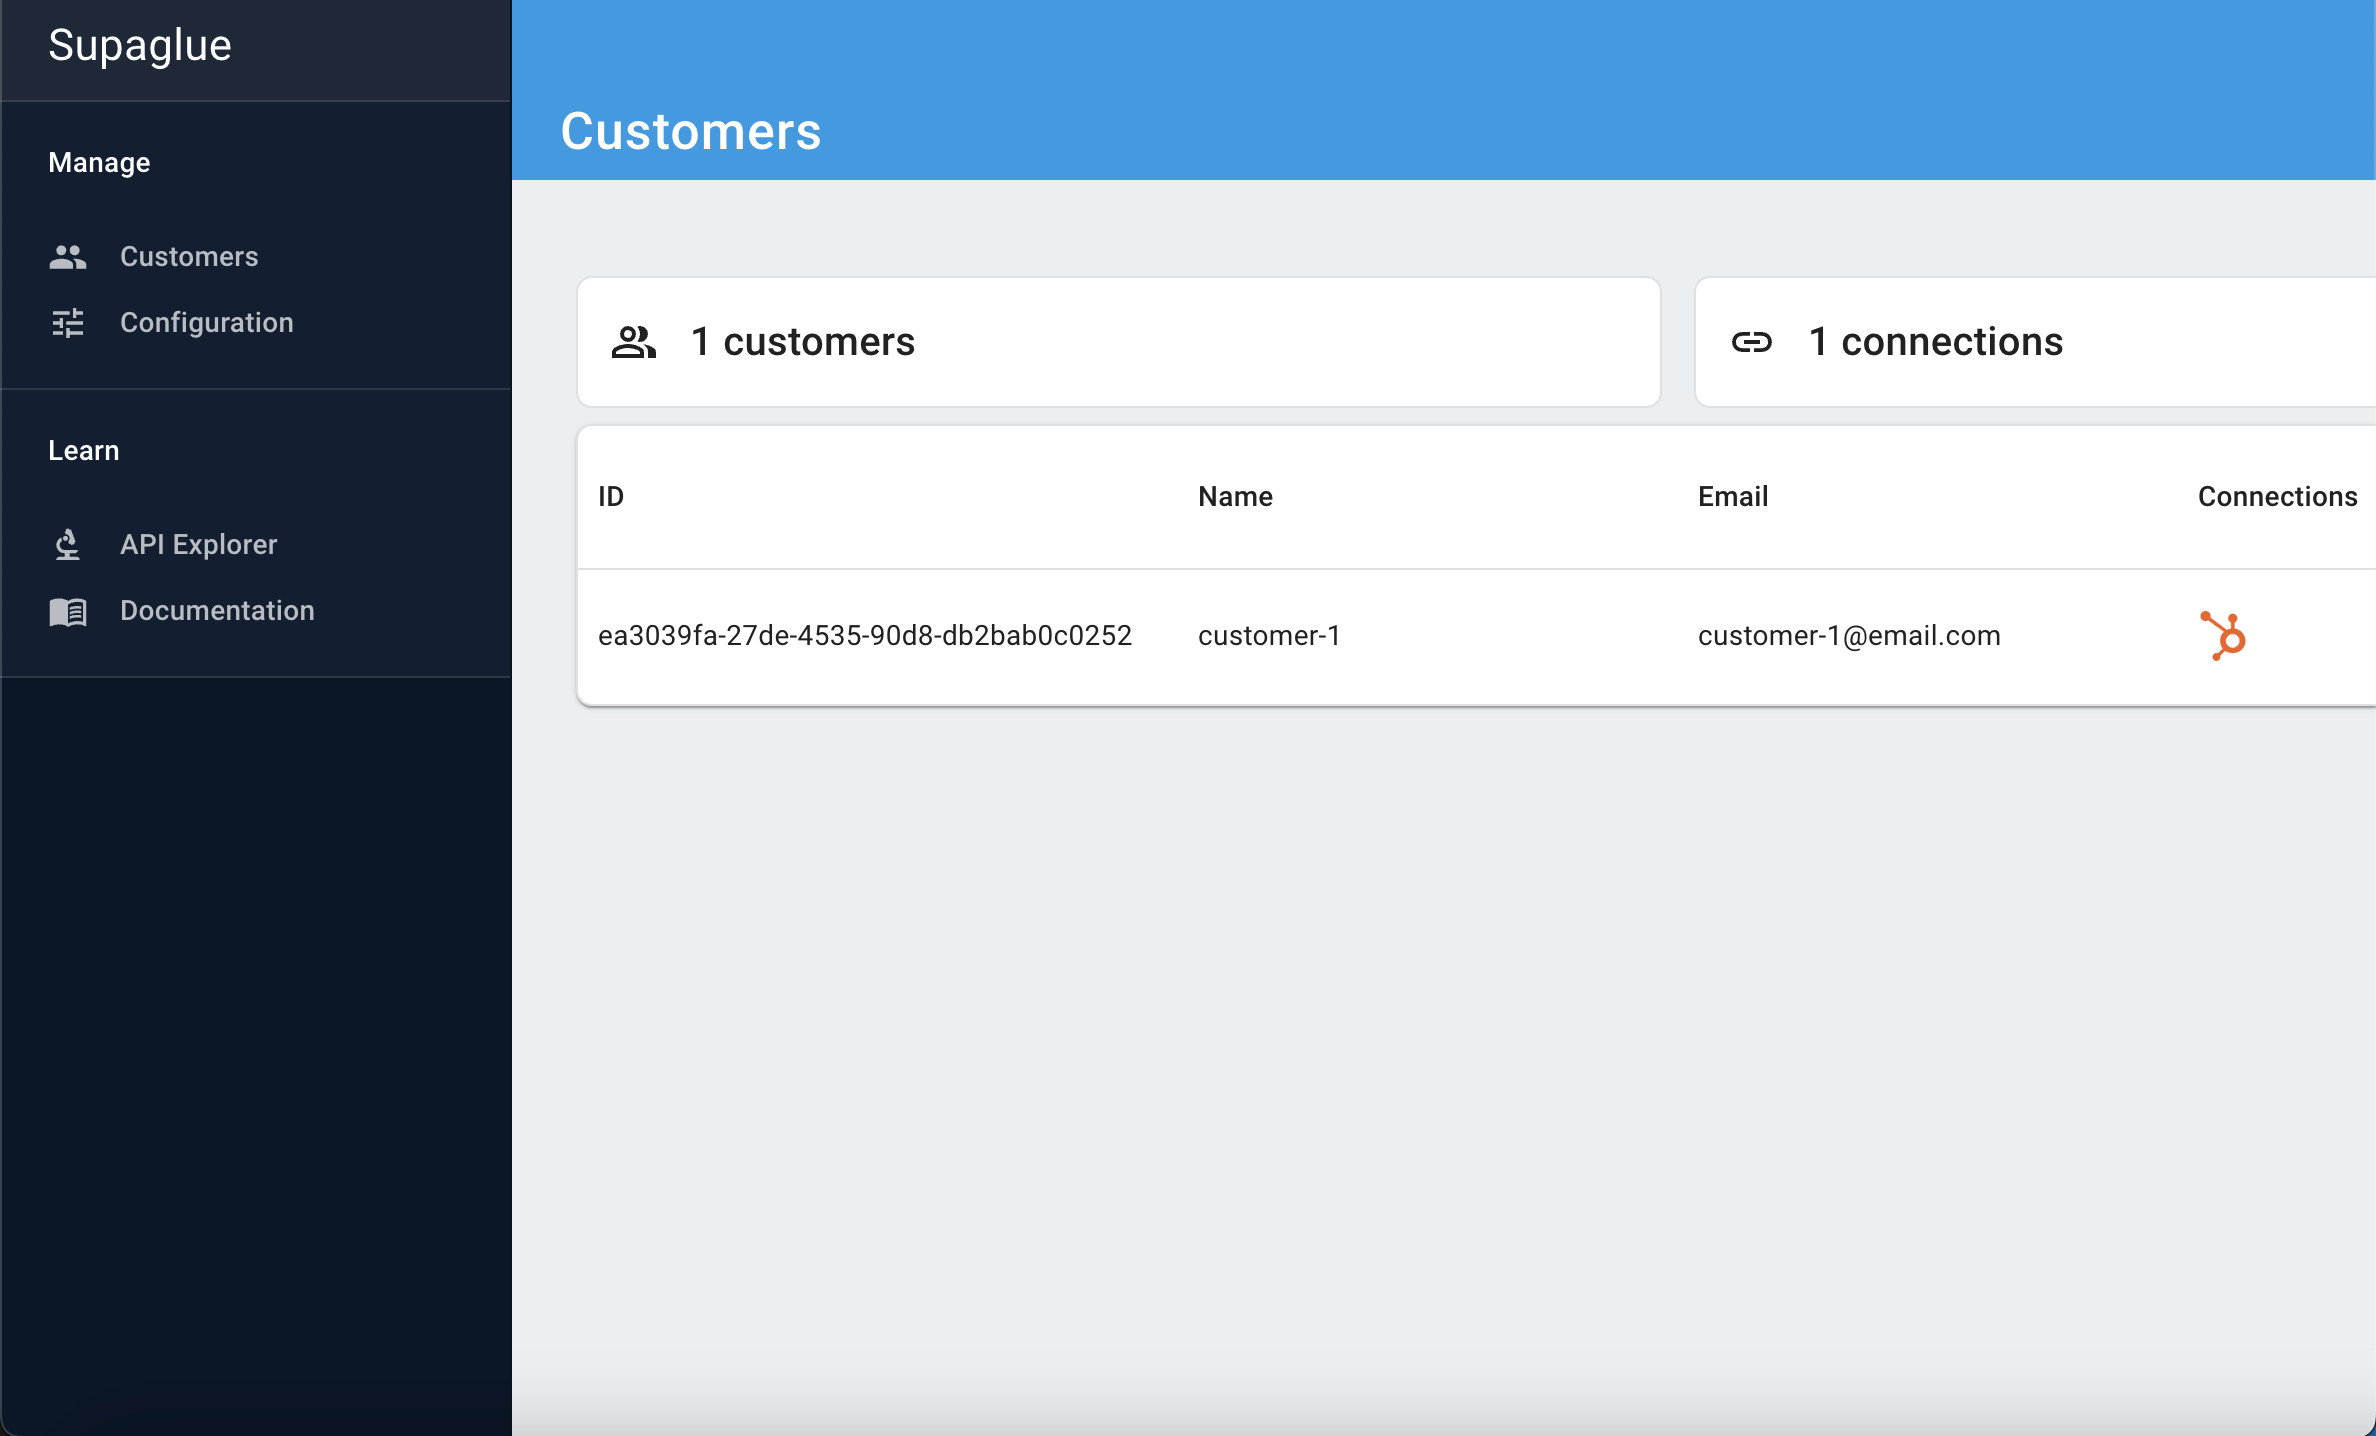 Supaglue
Manage
Customers
Configuration
Learn
API Explorer
Documentation
Customers
1 customers
1 connections
ID Name Email Connections
ea3039fa-27de-4535-90d8-db2bab0c0252 customer-1 customer-1@email.com